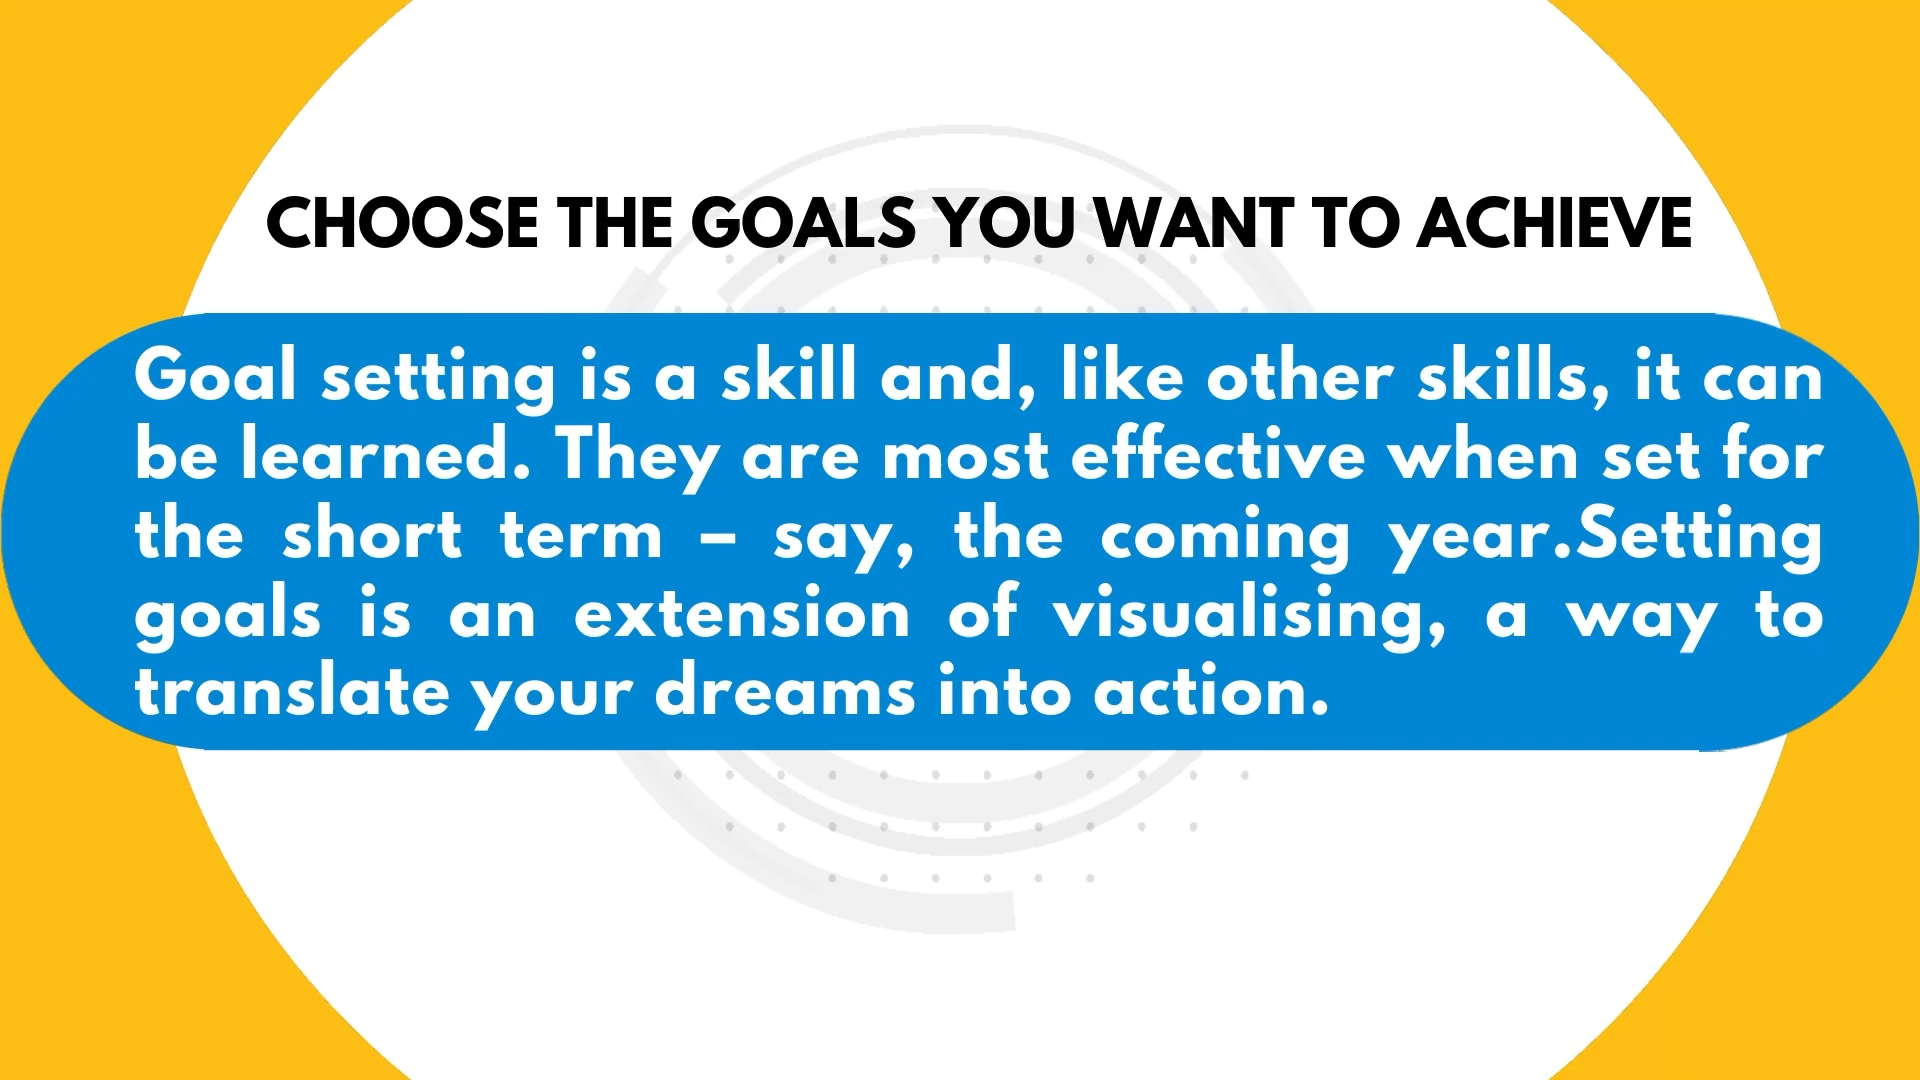 CHOOSE THE GOALS YOU WANT TO ACHIEVE
Goal setting is a skill and, like other skills, it can
be learned. They are most effective when set for
the short term – say, the coming year.Setting
goals is an extension of visualising, a way to
translate your dreams into action.